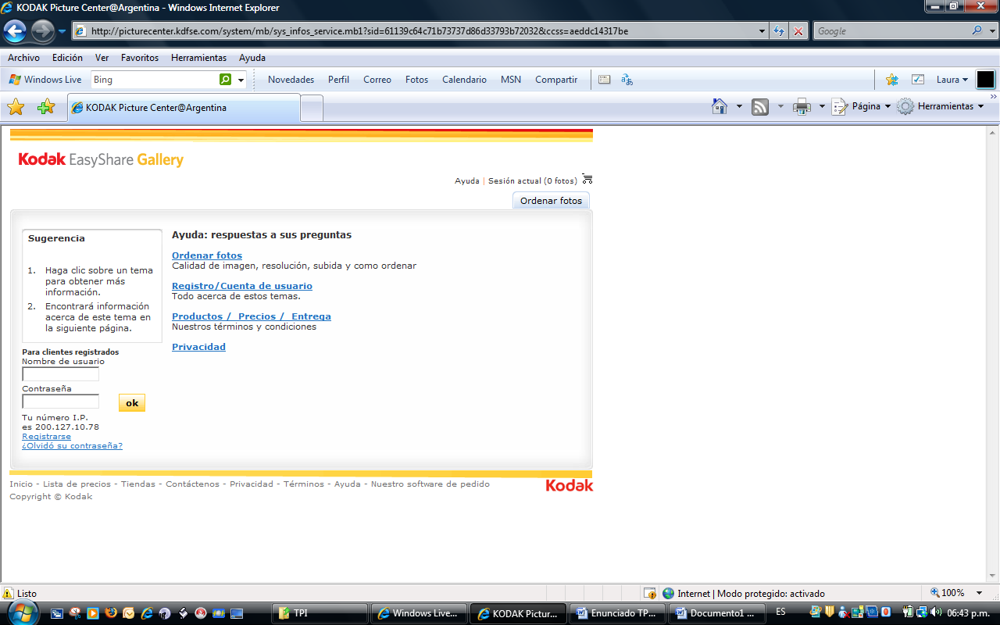 KODAK Picture Center@Argentina - Windows Internet Explorer
http://picturecenter.kdfse.com/system/mb/sys_infos_service.mb1?sid=61139c64c71b73737d86d33793b72032&ccss=aeddc14317be
Google
Archivo Edición Ver Favoritos Herramientas Ayuda
Windows Live Bing Novedades Perfil Correo Fotos Calendario MSN Compartir Laura
KODAK Picture Center@Argentina Página Herramientas
Kodak EasyShare Gallery
Ayuda | Sesión actual (0 fotos)
Ordenar fotos
Sugerencia
1. Haga clic sobre un tema
para obtener más
información.
2. Encontrará información
acerca de este tema en
la siguiente página.
Para clientes registrados
Nombre de usuario
Contraseña
ok
Tu número I.P.
es 200.127.10.78
Registrarse
¿Olvidó su contraseña?
Ayuda: respuestas a sus preguntas
Ordenar fotos
Calidad de imagen, resolución, subida y como ordenar
Registro/Cuenta de usuario
Todo acerca de estos temas.
Productos / Precios / Entrega
Nuestros términos y condiciones
Privacidad
Inicio - Lista de precios - Tiendas - Contáctenos - Privacidad - Términos - Ayuda - Nuestro software de pedido
Kodak
Copyright © Kodak
Listo Internet | Modo protegido: activado 100%
TPI Windows Live... KODAK Pictur... Enunciado TP... Documento1 ... ES 06:43 p.m.